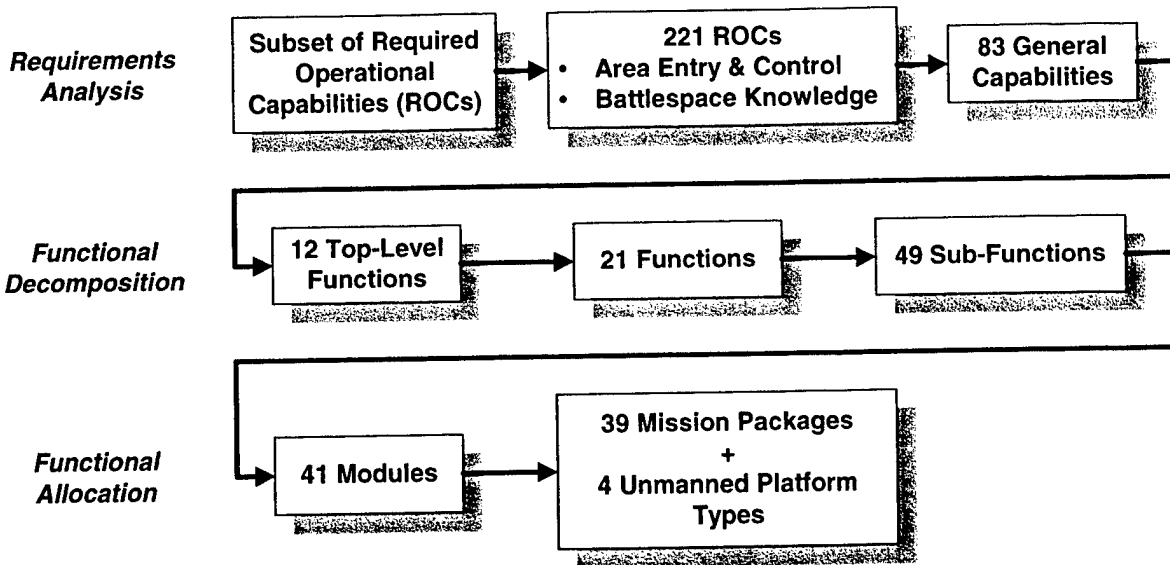 Requirements
Analysis
Subset of Required
Operational
Capabilities (ROCs)
221 ROCs
• Area Entry & Control
• Battlespace Knowledge
83 General
Capabilities
Functional
Decomposition
12 Top-Level
Functions
21 Functions
49 Sub-Functions
Functional
Allocation
41 Modules
39 Mission Packages
+
4 Unmanned Platform
Types